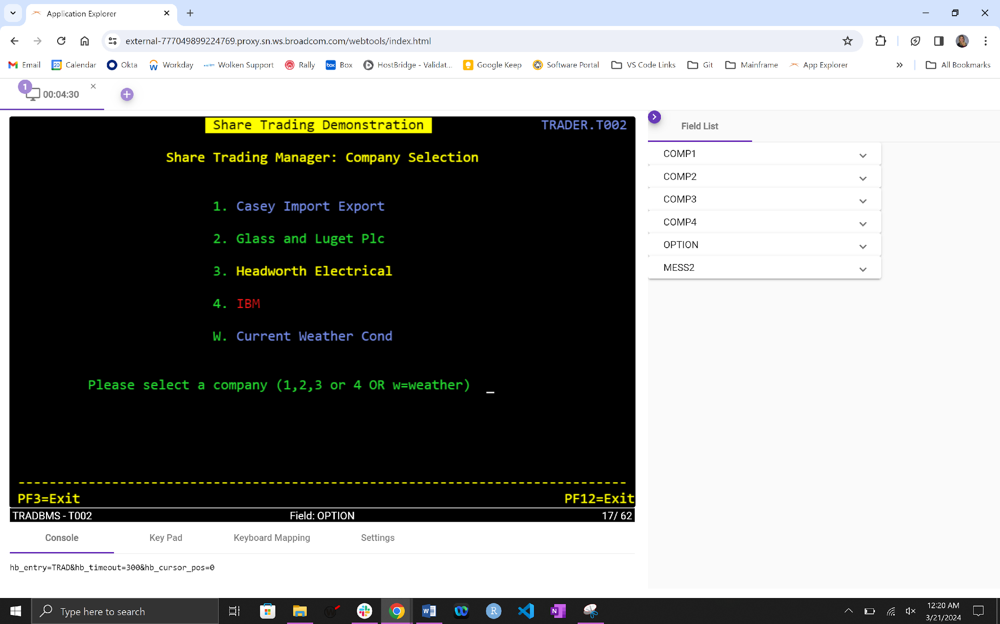 Application Explorer
external-777049899224769.proxy.sn.ws.broadcom.com/webtools/index.html
Email 20 Calendar Okta Workday Wolken Support Rally box Box HostBridge - Validat... Google Keep Software Portal VS Code Links Git Mainframe App Explorer » All Bookmarks
1 00:04:30
Share Trading Demonstration TRADER.T002
Share Trading Manager: Company Selection
1. Casey Import Export
2. Glass and Luget Plc
3. Headworth Electrical
4. IBM
W. Current Weather Cond
Please select a company (1,2,3 or 4 OR w=weather) _
--------------------------------------------------------------------------------
PF3=Exit PF12=Exit
TRADBMS - T002 Field: OPTION 17/ 62
Console Key Pad Keyboard Mapping Settings
hb_entry=TRAD&hb_timeout=300&hb_cursor_pos=0
Field List
COMP1
COMP2
COMP3
COMP4
OPTION
MESS2
Type here to search
12:20 AM
3/21/2024